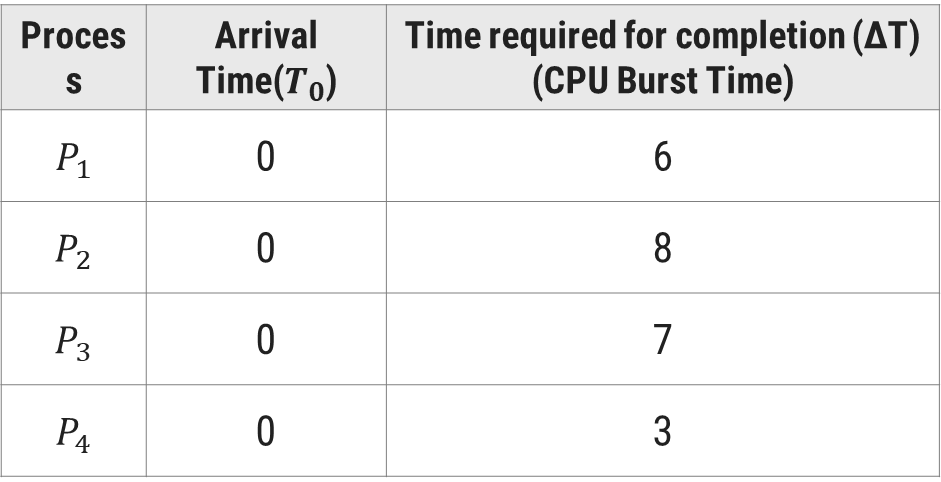 Proces
s
Arrival
Time(T₀)
Time required for completion (ΔT)
(CPU Burst Time)
P₁ 0 6
P₂ 0 8
P₃ 0 7
P₄ 0 3